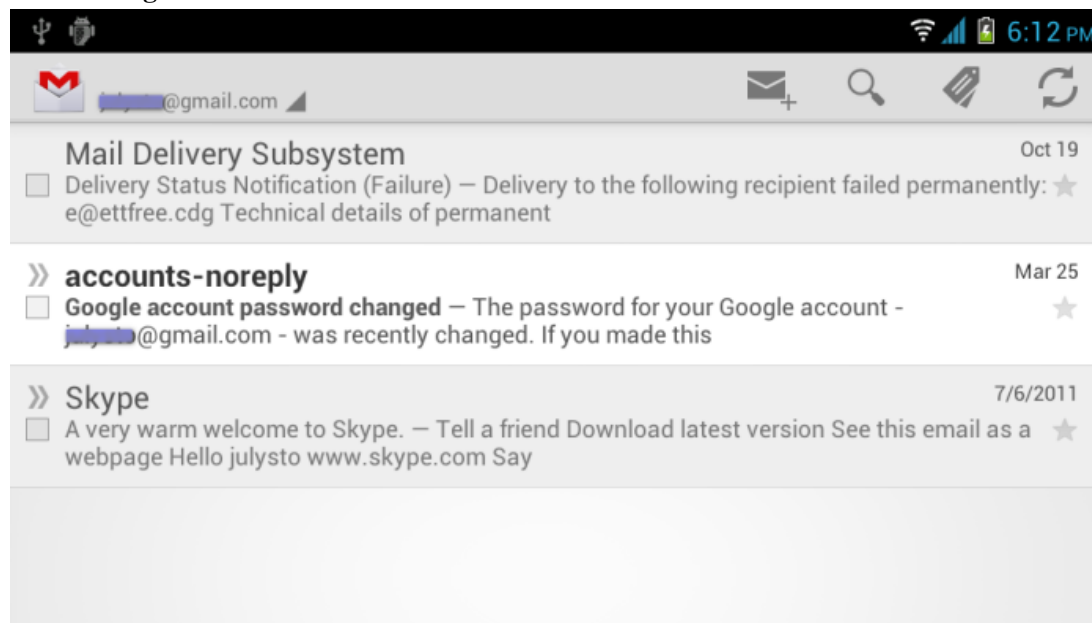 6:12 PM
@gmail.com
Mail Delivery Subsystem
Oct 19
Delivery Status Notification (Failure) — Delivery to the following recipient failed permanently:
e@ettfree.cdg Technical details of permanent
accounts-noreply
Mar 25
Google account password changed — The password for your Google account -
@gmail.com - was recently changed. If you made this
Skype
7/6/2011
A very warm welcome to Skype. — Tell a friend Download latest version See this email as a
webpage Hello julysto www.skype.com Say